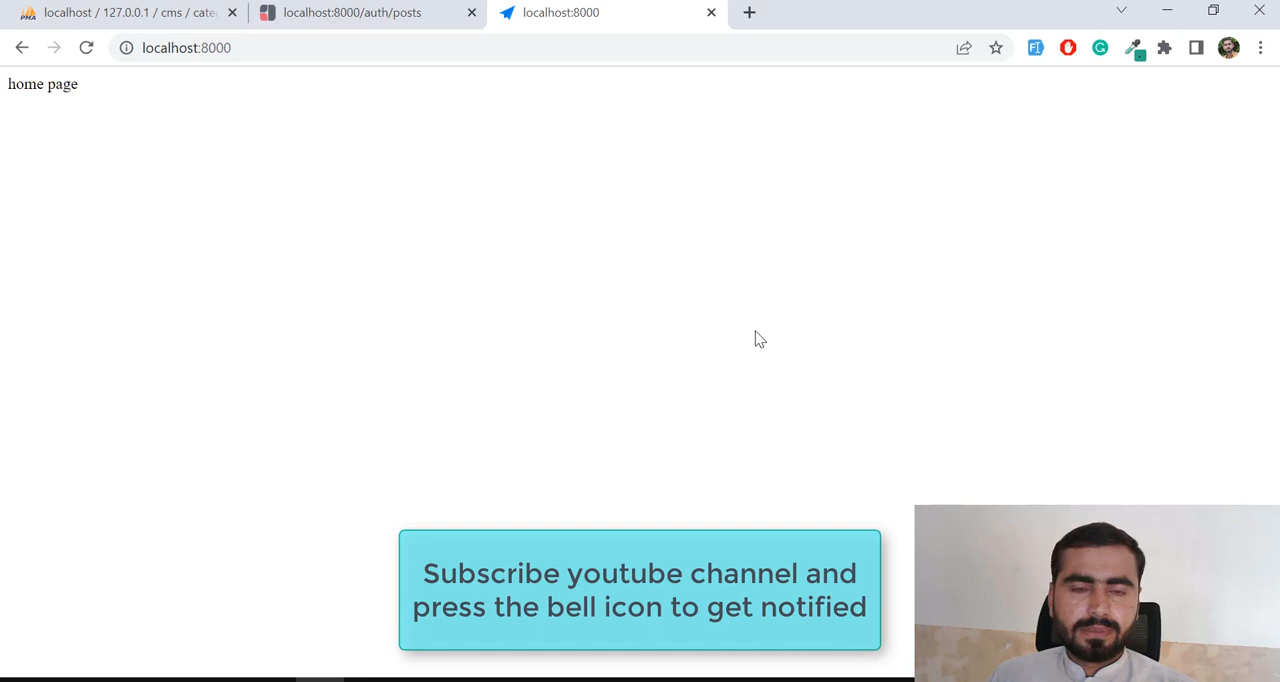 localhost / 127.0.0.1 / cms / cate
localhost:8000/auth/posts
localhost:8000
localhost:8000
home page
Subscribe youtube channel and
press the bell icon to get notified